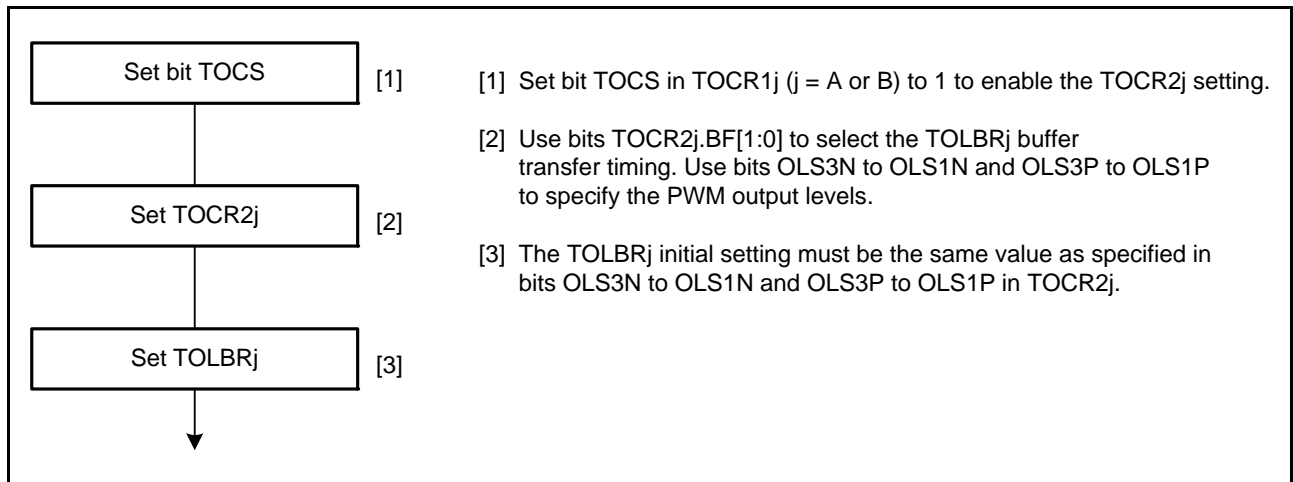 Set bit TOCS
[1]
[1] Set bit TOCS in TOCR1j (j = A or B) to 1 to enable the TOCR2j setting.
[2] Use bits TOCR2j.BF[1:0] to select the TOLBRj buffer
transfer timing. Use bits OLS3N to OLS1N and OLS3P to OLS1P
to specify the PWM output levels.
Set TOCR2j
[2]
[3] The TOLBRj initial setting must be the same value as specified in
bits OLS3N to OLS1N and OLS3P to OLS1P in TOCR2j.
Set TOLBRj
[3]